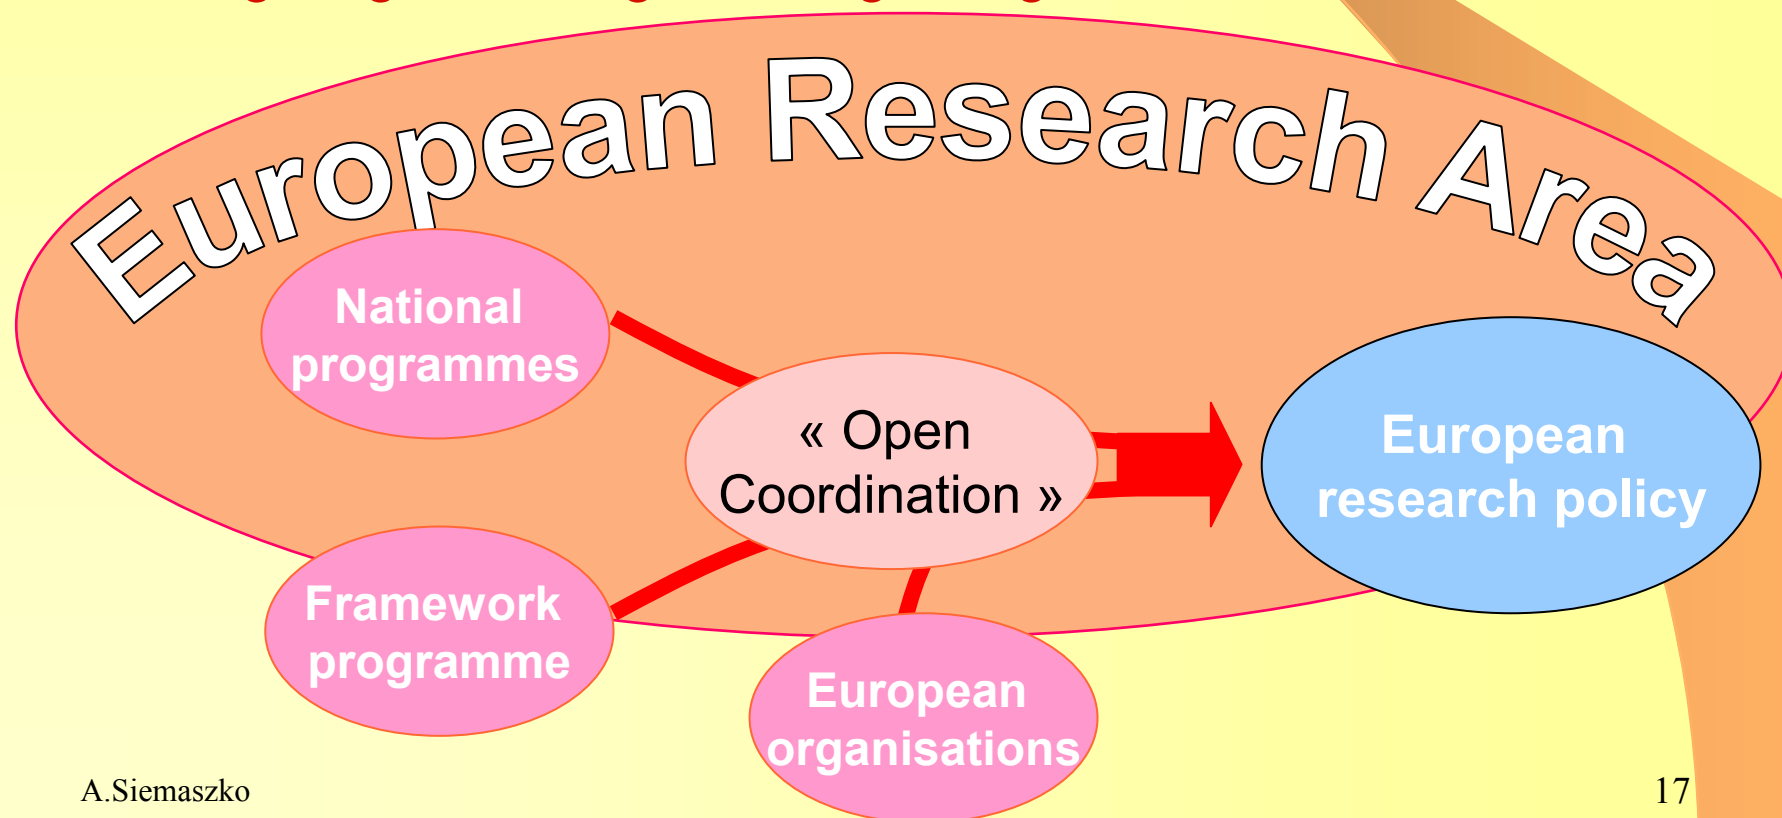 European Research Area
National
programmes
« Open
Coordination »
European
research policy
Framework
programme
European
organisations
A.Siemaszko
17